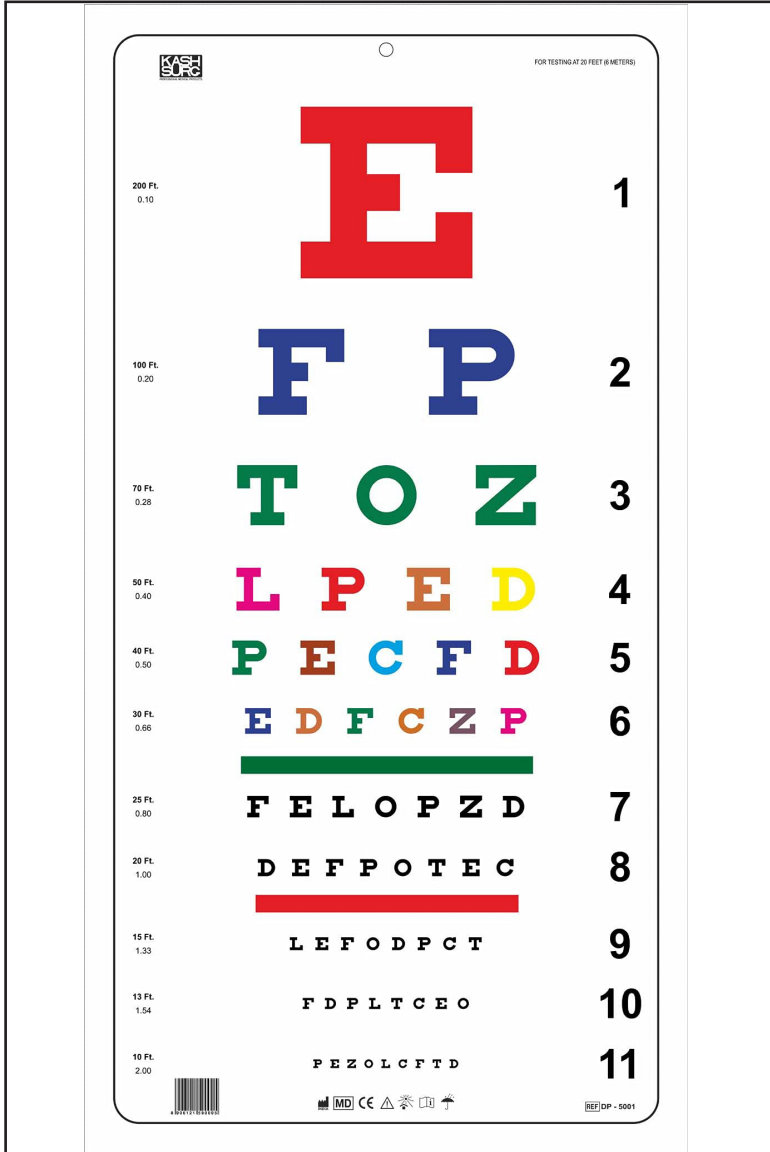 KASH
SURG
PROFESSIONAL MEDICAL PRODUCTS
FOR TESTING AT 20 FEET (6 METERS)
200 Ft.
0.10
E
1
100 Ft.
0.20
F P
2
70 Ft.
0.28
T O Z
3
50 Ft.
0.40
L P E D
4
40 Ft.
0.50
P E C F D
5
30 Ft.
0.66
E D F C Z P
6
25 Ft.
0.80
F E L O P Z D
7
20 Ft.
1.00
D E F P O T E C
8
15 Ft.
1.33
L E F O D P C T
9
13 Ft.
1.54
F D P L T C E O
10
10 Ft.
2.00
P E Z O L C F T D
11
MD CE
REF DP - 5001